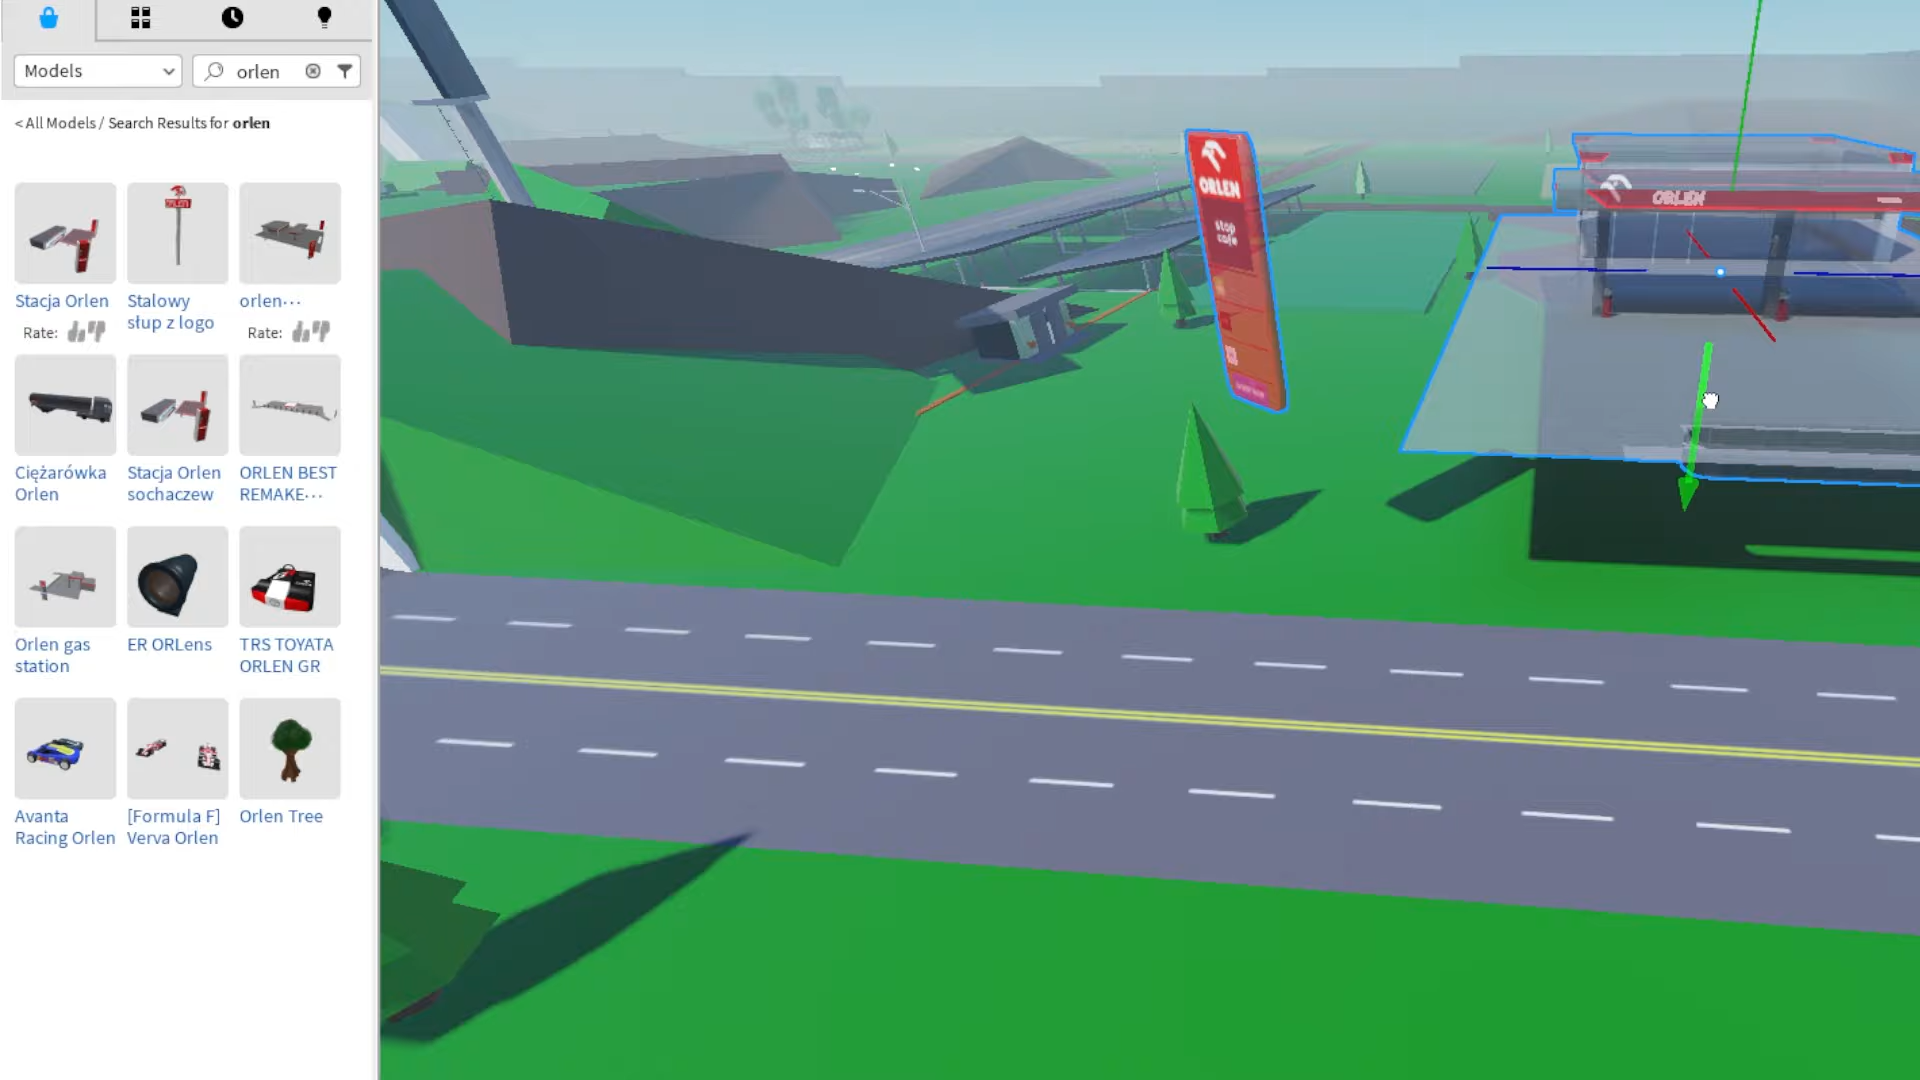 Models
orlen
< All Models / Search Results for orlen
Stacja Orlen
Rate:
Stalowy
słup z logo
orlen···
Rate:
Ciężarówka
Orlen
Stacja Orlen
sochaczew
ORLEN BEST
REMAKE···
Orlen gas
station
ER ORLens
TRS TOYATA
ORLEN GR
Avanta
Racing Orlen
[Formula F]
Verva Orlen
Orlen Tree
ORLEN
stop
cafe
ORLEN